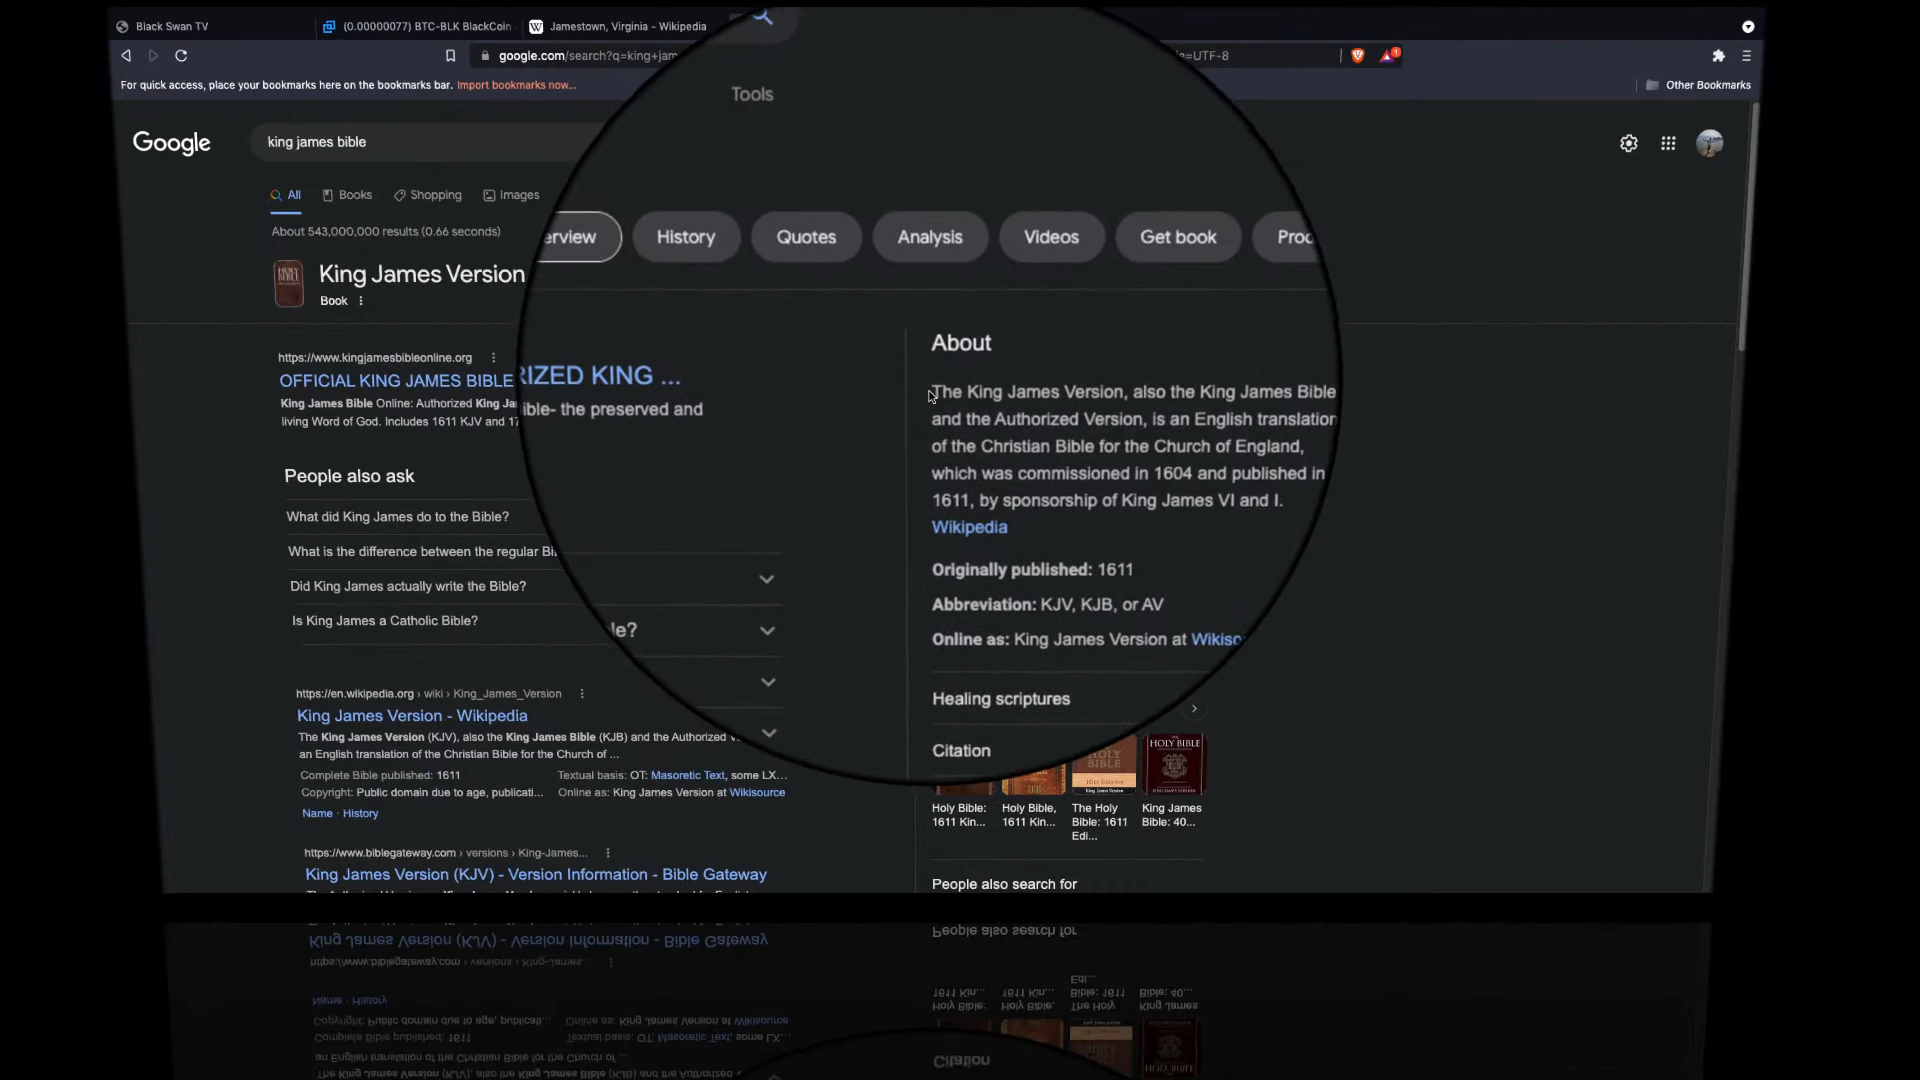 Black Swan TV
(0.00000077) BTC-BLK BlackCoin
Jamestown, Virginia - Wikipedia
google.com/search?q=king+jam
=UTF-8
1
For quick access, place your bookmarks here on the bookmarks bar. Import bookmarks now...
Other Bookmarks
Tools
Google
king james bible
All
Books
Shopping
Images
About 543,000,000 results (0.66 seconds)
erview
History
Quotes
Analysis
Videos
Get book
HOLY BIBLE
King James Version
Book
About
https://www.kingjamesbibleonline.org
OFFICIAL KING JAMES BIBLE
RIZED KING ...
King James Bible Online: Authorized King Ja
ible- the preserved and
living Word of God. Includes 1611 KJV and 17
The King James Version, also the King James Bible
and the Authorized Version, is an English translation
of the Christian Bible for the Church of England,
which was commissioned in 1604 and published in
1611, by sponsorship of King James VI and I.
Wikipedia
Originally published: 1611
Abbreviation: KJV, KJB, or AV
Online as: King James Version at Wikiso
People also ask
What did King James do to the Bible?
What is the difference between the regular Bi
Did King James actually write the Bible?
le?
Is King James a Catholic Bible?
Healing scriptures
Citation
https://en.wikipedia.org › wiki › King_James_Version
King James Version - Wikipedia
The King James Version (KJV), also the King James Bible (KJB) and the Authorized V
an English translation of the Christian Bible for the Church of ...
Complete Bible published: 1611
Textual basis: OT: Masoretic Text, some LX...
Copyright: Public domain due to age, publicati...
Online as: King James Version at Wikisource
Name · History
HOLY BIBLE
HOLY BIBLE
Holy Bible: 1611 Kin...
Holy Bible, 1611 Kin...
The Holy Bible: 1611 Edi...
King James Bible: 40...
https://www.biblegateway.com › versions › King-James...
King James Version (KJV) - Version Information - Bible Gateway
People also search for